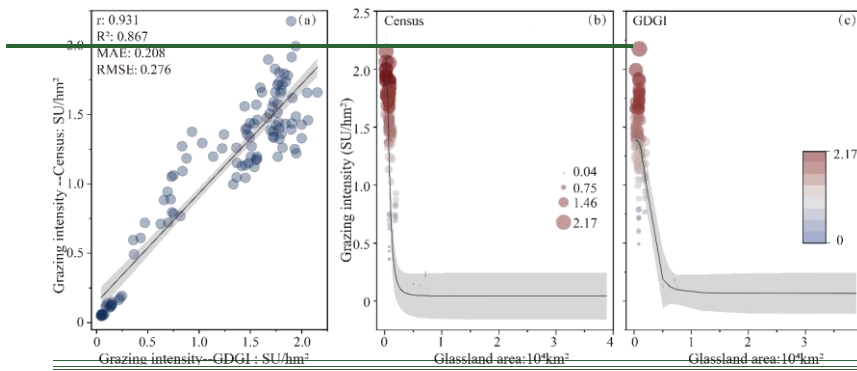 r: 0.931
R²: 0.867
MAE: 0.208
RMSE: 0.276
(a)
2.0
1.5
1.0
0.5
0
Grazing intensity --Census: SU/hm²
0 0.5 1.0 1.5 2.0
Grazing intensity--GDGI : SU/hm²
Census
(b)
2.5
2.0
1.5
1.0
0.5
0
Grazing intensity (SU/hm²)
0.04
0.75
1.46
2.17
0 1 2 3 4
Glassland area:10⁴km²
GDGI
(c)
2.17
0
0 1 2 3
Glassland area:10⁴km²